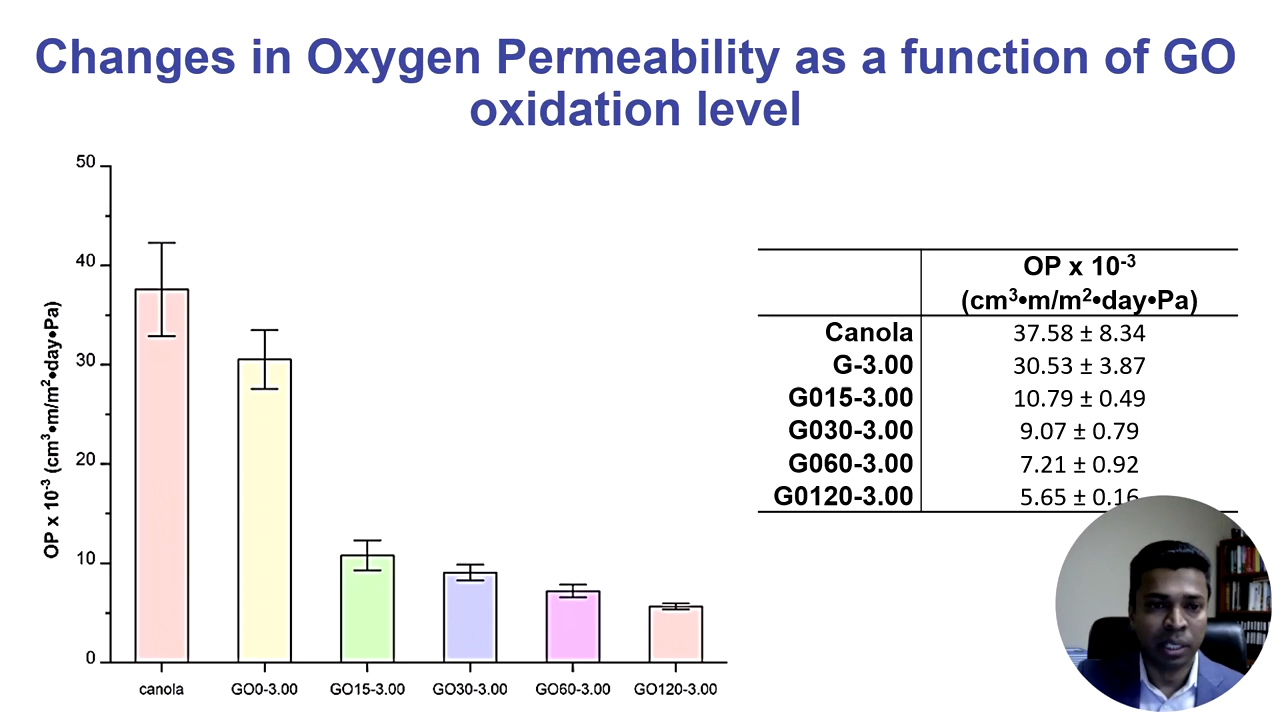 Changes in Oxygen Permeability as a function of GO
oxidation level
OP x 10⁻³ (cm³•m/m²•day•Pa)
50
40
30
20
10
0
canola
GO0-3.00
GO15-3.00
GO30-3.00
GO60-3.00
GO120-3.00
OP x 10⁻³
(cm³•m/m²•day•Pa)
Canola 37.58 ± 8.34
G-3.00 30.53 ± 3.87
G015-3.00 10.79 ± 0.49
G030-3.00 9.07 ± 0.79
G060-3.00 7.21 ± 0.92
G0120-3.00 5.65 ± 0.16